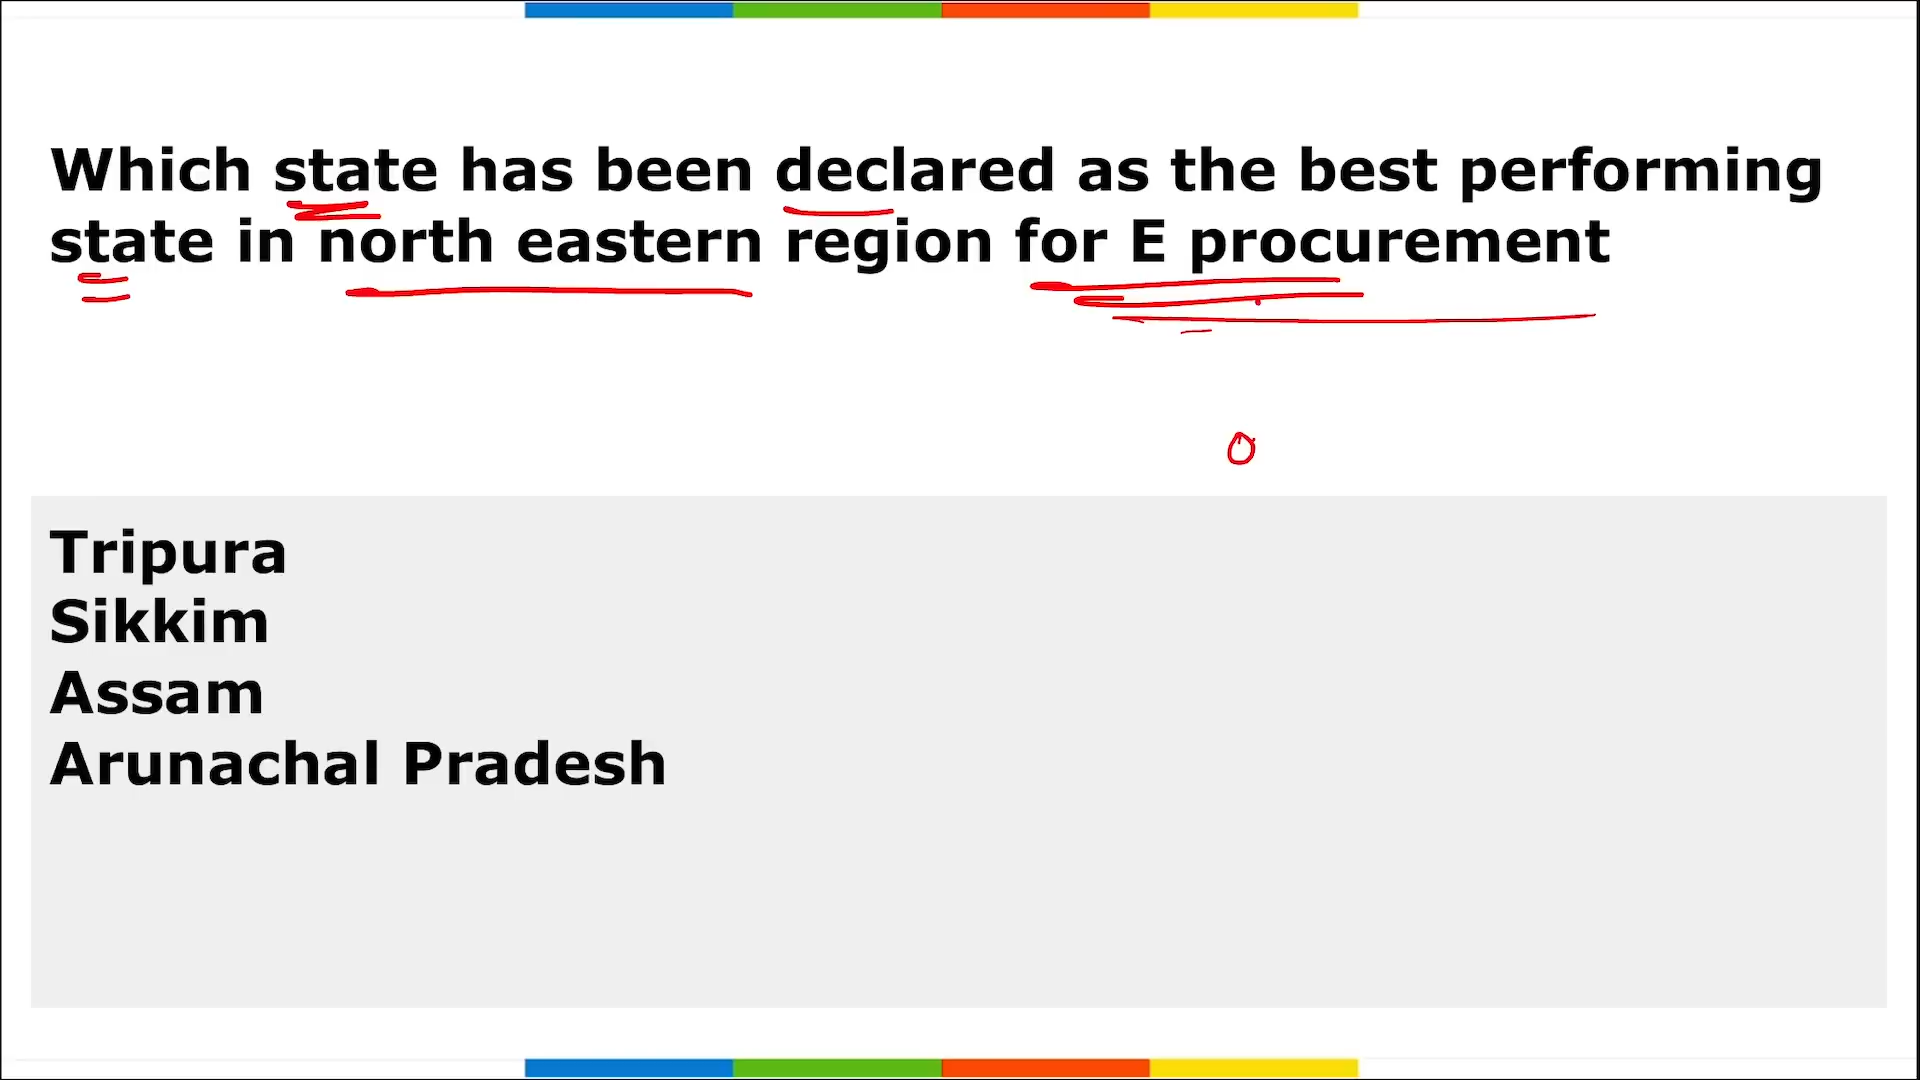 Which state has been declared as the best performing
state in north eastern region for E procurement
Tripura
Sikkim
Assam
Arunachal Pradesh